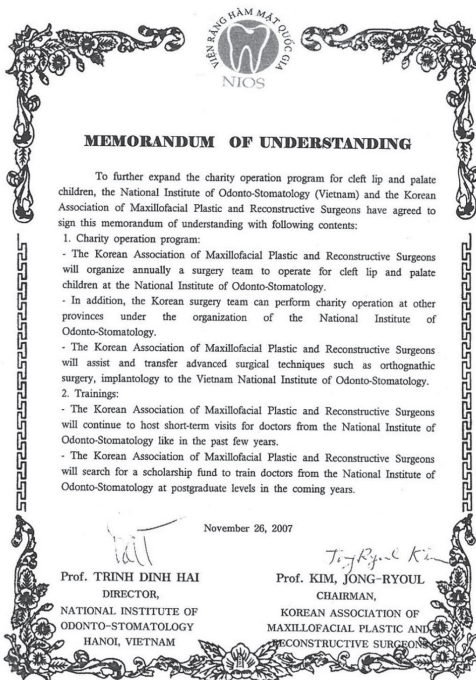 VIỆN RĂNG HÀM MẶT QUỐC GIA
NIOS
MEMORANDUM OF UNDERSTANDING
To further expand the charity operation program for cleft lip and palate
children, the National Institute of Odonto-Stomatology (Vietnam) and the Korean
Association of Maxillofacial Plastic and Reconstructive Surgeons have agreed to
sign this memorandum of understanding with following contents:
1. Charity operation program:
- The Korean Association of Maxillofacial Plastic and Reconstructive Surgeons
will organize annually a surgery team to operate for cleft lip and palate
children at the National Institute of Odonto-Stomatology.
- In addition, the Korean surgery team can perform charity operation at other
provinces under the organization of the National Institute of
Odonto-Stomatology.
- The Korean Association of Maxillofacial Plastic and Reconstructive Surgeons
will assist and transfer advanced surgical techniques such as orthognathic
surgery, implantology to the Vietnam National Institute of Odonto-Stomatology.
2. Trainings:
- The Korean Association of Maxillofacial Plastic and Reconstructive Surgeons
will continue to host short-term visits for doctors from the National Institute of
Odonto-Stomatology like in the past few years.
- The Korean Association of Maxillofacial Plastic and Reconstructive Surgeons
will search for a scholarship fund to train doctors from the National Institute of
Odonto-Stomatology at postgraduate levels in the coming years.
November 26, 2007
Prof. TRINH DINH HAI
DIRECTOR,
NATIONAL INSTITUTE OF
ODONTO-STOMATOLOGY
HANOI, VIETNAM
Prof. KIM, JONG-RYOUL
CHAIRMAN,
KOREAN ASSOCIATION OF
MAXILLOFACIAL PLASTIC AND
RECONSTRUCTIVE SURGEONS